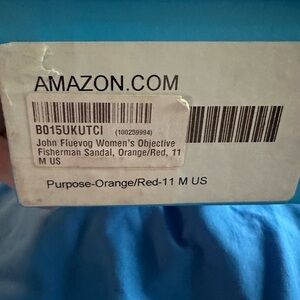 AMAZON.COM
B015UKUTCI (100259994)
John Fluevog Women's Objective
Fisherman Sandal, Orange/Red, 11
M US
Purpose-Orange/Red-11 M US